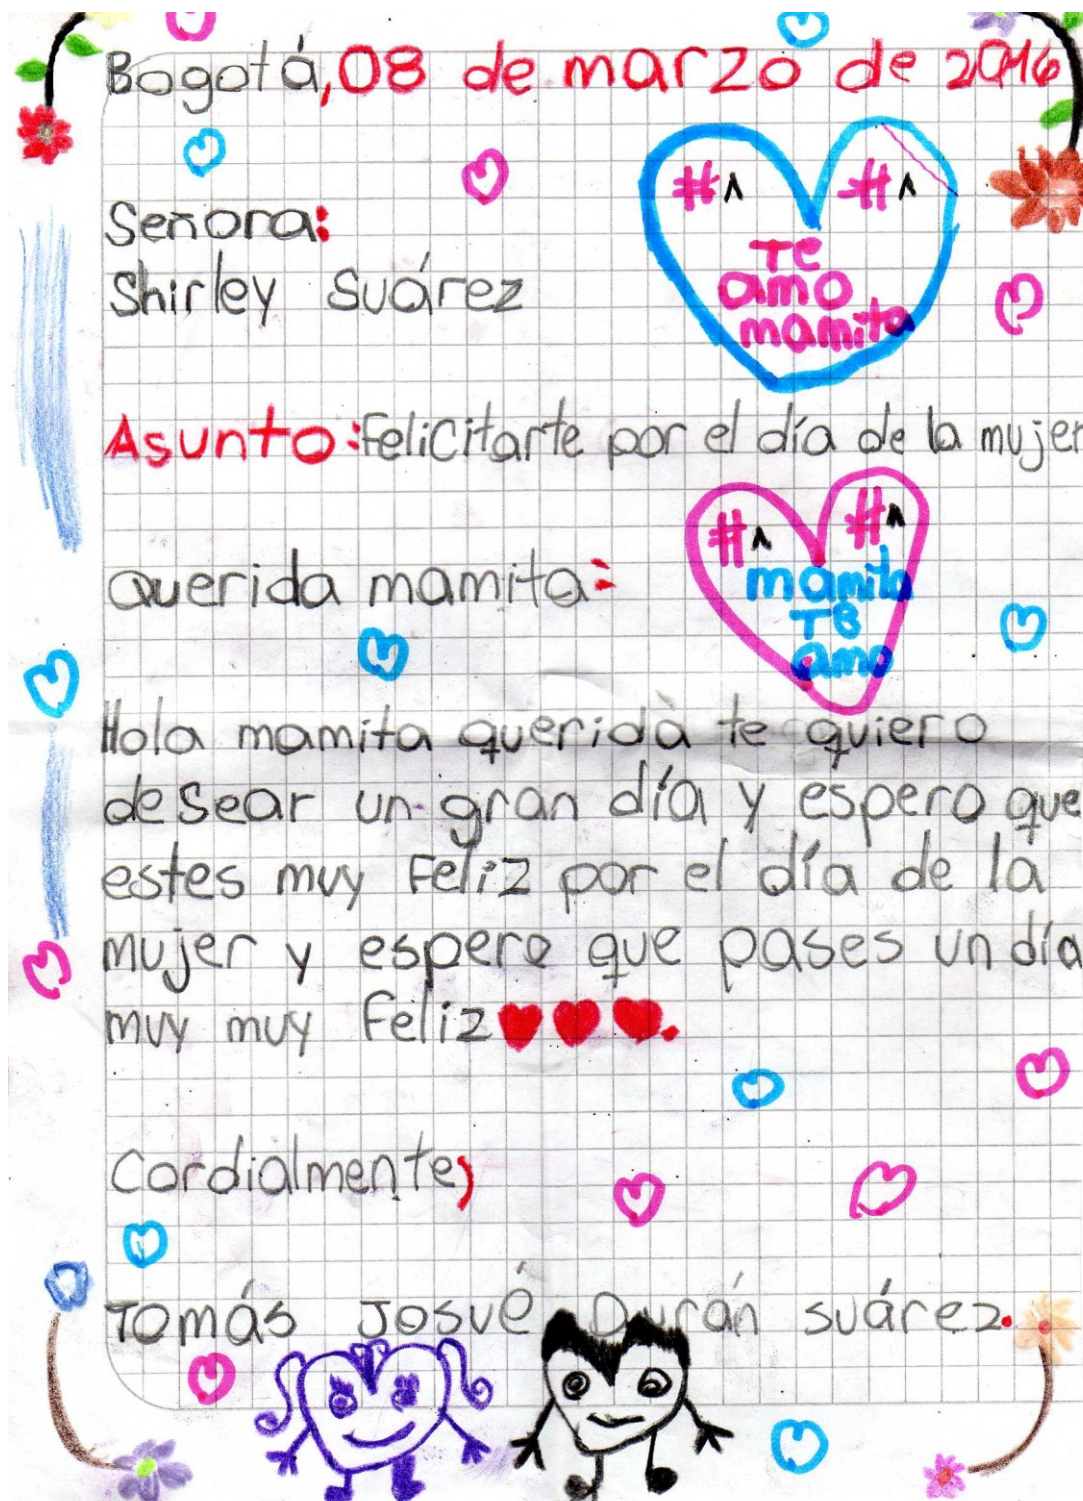 Bogotá, 08 de marzo de 2016
#^ #^
Te
amo
mamita
Señora:
Shirley Suárez
Asunto: Felicitarte por el día de la mujer
#^ #^
mamita
Te
amo
Querida mamita:
Hola mamita querida te quiero
desear un gran día y espero que
estes muy Feliz por el día de la
mujer y espero que pases un día
muy muy Feliz♥♥♥.
Cordialmente,
Tomás Josué Durán Suárez.